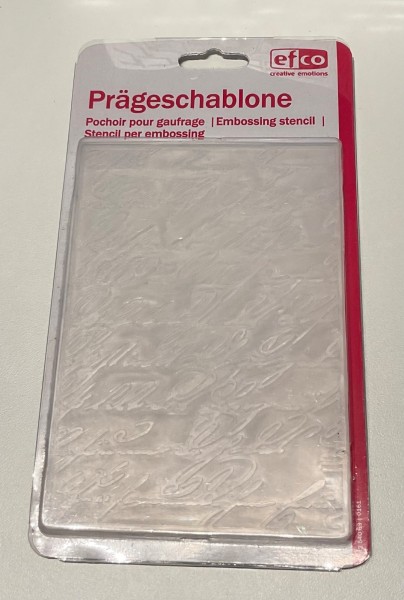 efco
creative emotions
Prägeschablone
Pochoir pour gaufrage | Embossing stencil |
Stencil per embossing